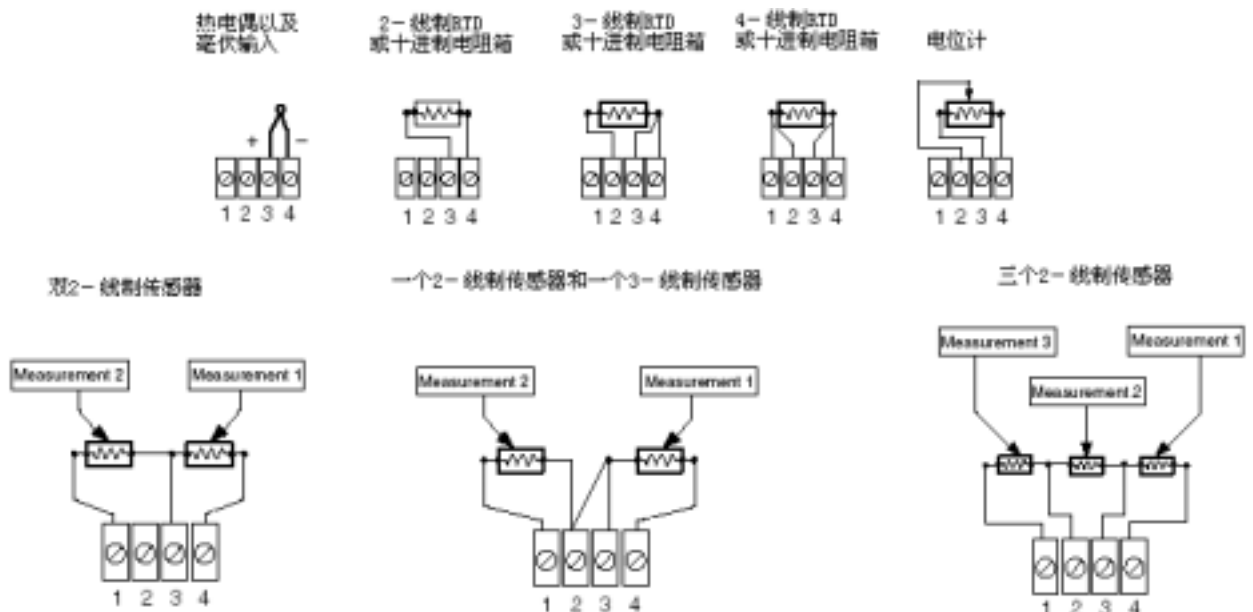 热电偶以及
毫伏输入
2-线制RTD
或十进制电阻箱
3-线制RTD
或十进制电阻箱
4-线制RTD
或十进制电阻箱
电位计
+ -
1 2 3 4
1 2 3 4
1 2 3 4
1 2 3 4
1 2 3 4
双2-线制传感器
一个2-线制传感器和一个3-线制传感器
三个2-线制传感器
Measurement 2
Measurement 1
Measurement 2
Measurement 1
Measurement 3
Measurement 2
Measurement 1
1 2 3 4
1 2 3 4
1 2 3 4